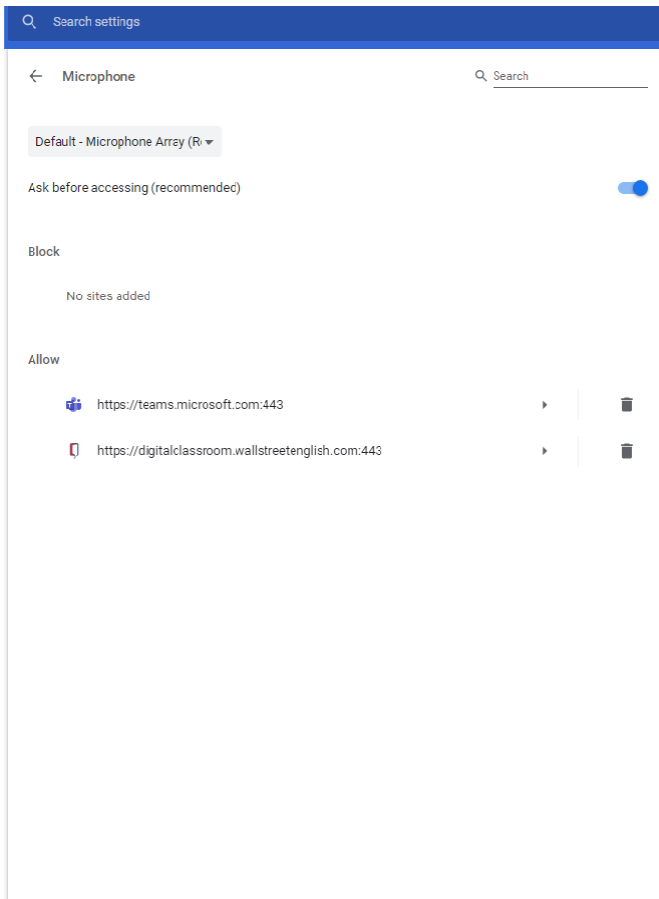 Search settings
Microphone
Search
Default - Microphone Array (R
Ask before accessing (recommended)
Block
No sites added
Allow
https://teams.microsoft.com:443
https://digitalclassroom.wallstreetenglish.com:443